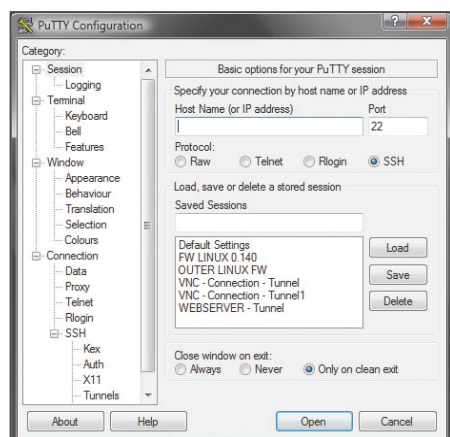 PuTTY Configuration
Category:
Session
Logging
Terminal
Keyboard
Bell
Features
Window
Appearance
Behaviour
Translation
Selection
Colours
Connection
Data
Proxy
Telnet
Rlogin
SSH
Kex
Auth
X11
Tunnels
Basic options for your PuTTY session
Specify your connection by host name or IP address
Host Name (or IP address) Port
22
Protocol:
Raw Telnet Rlogin SSH
Load, save or delete a stored session
Saved Sessions
Default Settings
FW LINUX 0.140
OUTER LINUX FW
VNC - Connection - Tunnel
VNC - Connection - Tunnel1
WEBSERVER - Tunnel
Load
Save
Delete
Close window on exit:
Always Never Only on clean exit
About Help Open Cancel